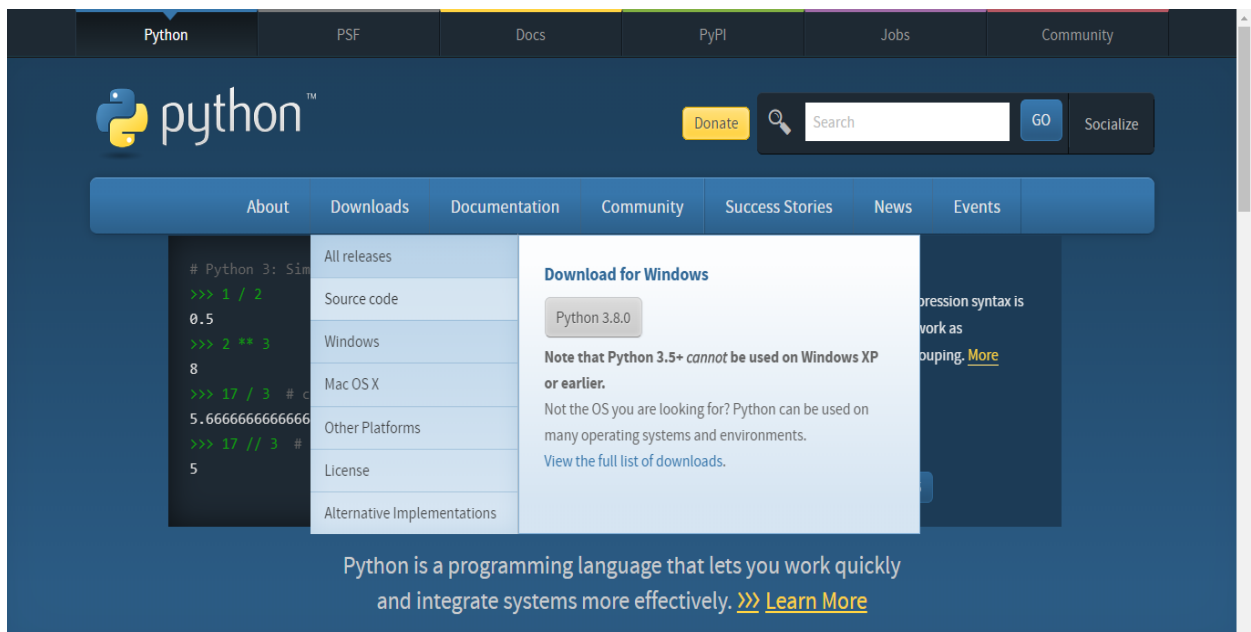 Python PSF Docs PyPI Jobs Community
python™
Donate Search GO Socialize
About Downloads Documentation Community Success Stories News Events
# Python 3: Sim
>>> 1 / 2
0.5
>>> 2 ** 3
8
>>> 17 / 3 # c
5.6666666666666
>>> 17 // 3 #
5
All releases
Source code
Windows
Mac OS X
Other Platforms
License
Alternative Implementations
Download for Windows
Python 3.8.0
Note that Python 3.5+ cannot be used on Windows XP
or earlier.
Not the OS you are looking for? Python can be used on
many operating systems and environments.
View the full list of downloads.
pression syntax is
work as
ouping. More
Python is a programming language that lets you work quickly
and integrate systems more effectively. >>> Learn More